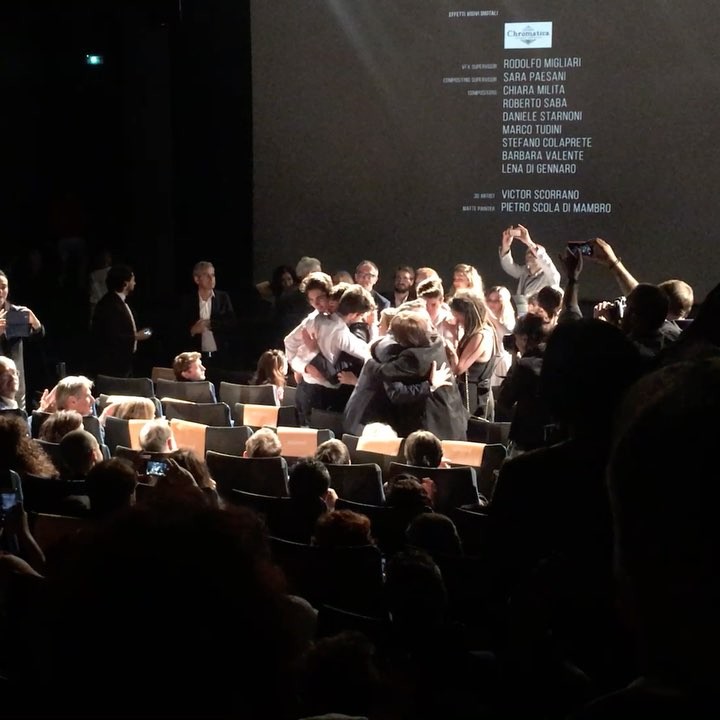 EFFETTI VISIVI DIGITALI
Chromatica
VFX SUPERVISOR RODOLFO MIGLIARI
COMPOSITING SUPERVISOR SARA PAESANI
COMPOSITORS CHIARA MILITA
ROBERTO SABA
DANIELE STARNONI
MARCO TUDINI
STEFANO COLAPRETE
BARBARA VALENTE
LENA DI GENNARO
3D ARTIST VICTOR SCORRANO
MATTE PAINTER PIETRO SCOLA DI MAMBRO